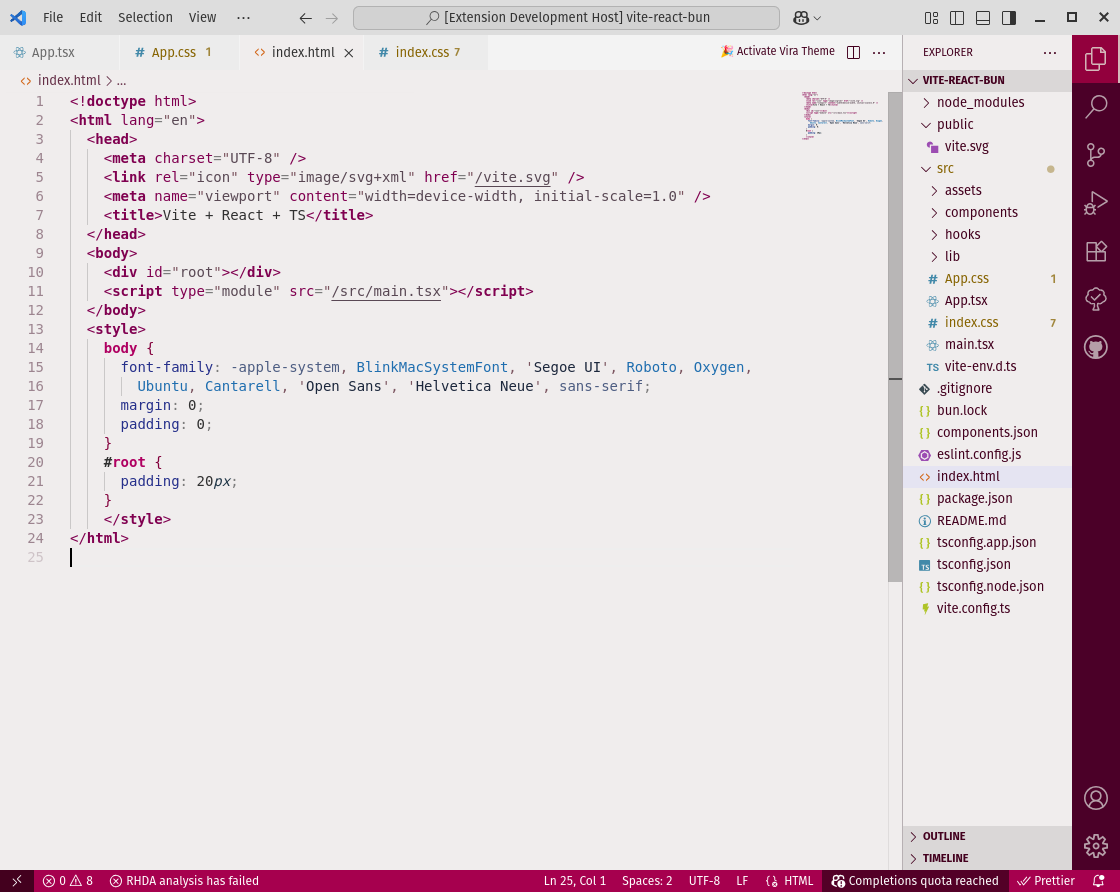 File Edit Selection View ··· [Extension Development Host] vite-react-bun
App.tsx # App.css 1 index.html # index.css 7 🎉 Activate Vira Theme ···
index.html > ...
1 <!doctype html>
2 <html lang="en">
3 <head>
4 <meta charset="UTF-8" />
5 <link rel="icon" type="image/svg+xml" href="/vite.svg" />
6 <meta name="viewport" content="width=device-width, initial-scale=1.0" />
7 <title>Vite + React + TS</title>
8 </head>
9 <body>
10 <div id="root"></div>
11 <script type="module" src="/src/main.tsx"></script>
12 </body>
13 <style>
14 body {
15 font-family: -apple-system, BlinkMacSystemFont, 'Segoe UI', Roboto, Oxygen,
16 Ubuntu, Cantarell, 'Open Sans', 'Helvetica Neue', sans-serif;
17 margin: 0;
18 padding: 0;
19 }
20 #root {
21 padding: 20px;
22 }
23 </style>
24 </html>
25
EXPLORER ···
VITE-REACT-BUN
node_modules
public
vite.svg
src
assets
components
hooks
lib
# App.css 1
App.tsx
# index.css 7
main.tsx
TS vite-env.d.ts
.gitignore
{} bun.lock
{} components.json
eslint.config.js
<> index.html
{} package.json
README.md
{} tsconfig.app.json
TS tsconfig.json
{} tsconfig.node.json
vite.config.ts
OUTLINE
TIMELINE
0 8 RHDA analysis has failed Ln 25, Col 1 Spaces: 2 UTF-8 LF HTML Completions quota reached Prettier